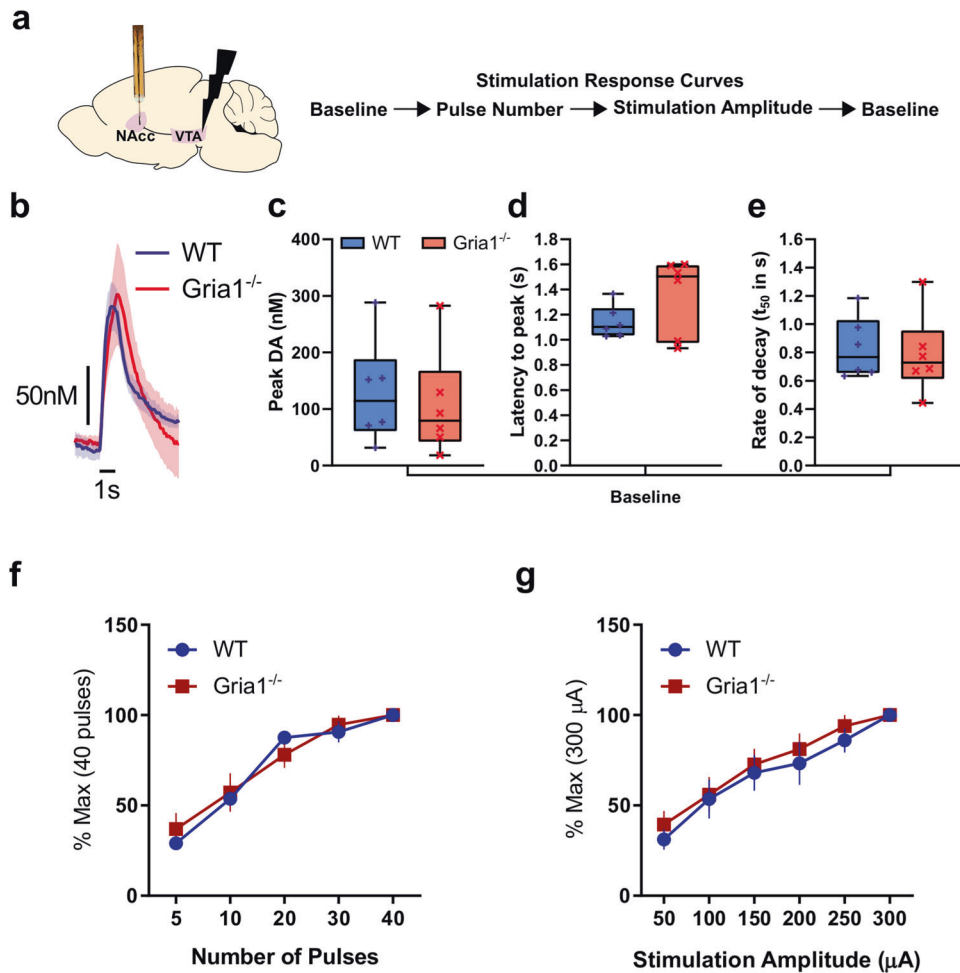 a
Stimulation Response Curves
Baseline → Pulse Number → Stimulation Amplitude → Baseline
NAcc
VTA
b
WT
Gria1⁻/⁻
50nM
1s
c
WT
Gria1⁻/⁻
Peak DA (nM)
400
300
200
100
0
d
Latency to peak (s)
1.8
1.6
1.4
1.2
1.0
0.8
0.6
0.4
0.2
0.0
e
Rate of decay (t₅₀ in s)
1.6
1.4
1.2
1.0
0.8
0.6
0.4
0.2
0.0
Baseline
f
% Max (40 pulses)
150
100
50
0
WT
Gria1⁻/⁻
5 10 20 30 40
Number of Pulses
g
% Max (300 μA)
150
100
50
0
WT
Gria1⁻/⁻
50 100 150 200 250 300
Stimulation Amplitude (μA)